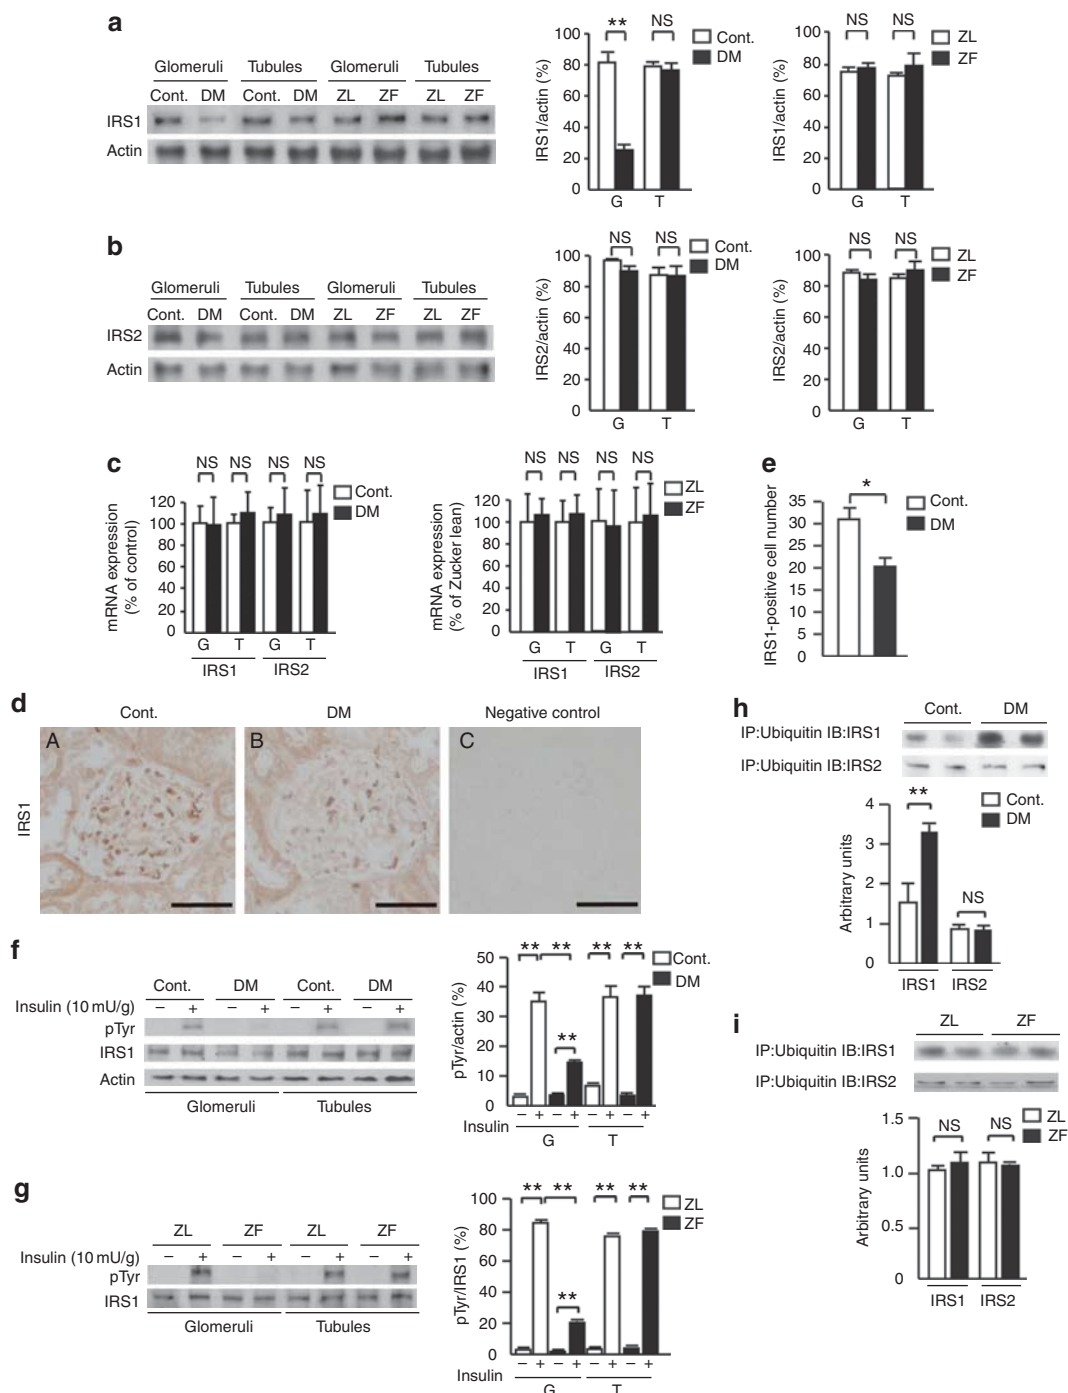 a
Glomeruli Tubules Glomeruli Tubules
Cont. DM Cont. DM ZL ZF ZL ZF
IRS1
Actin
IRS1/actin (%)
100
80
60
40
20
0
** NS
Cont.
DM
G T
IRS1/actin (%)
100
80
60
40
20
0
NS NS
ZL
ZF
G T
b
Glomeruli Tubules Glomeruli Tubules
Cont. DM Cont. DM ZL ZF ZL ZF
IRS2
Actin
IRS2/actin (%)
100
80
60
40
20
0
NS NS
Cont.
DM
G T
IRS2/actin (%)
100
80
60
40
20
0
NS NS
ZL
ZF
G T
c
mRNA expression
(% of control)
120
100
80
60
40
20
0
NS NS NS NS
Cont.
DM
G T G T
IRS1 IRS2
mRNA expression
(% of Zucker lean)
120
100
80
60
40
20
0
NS NS NS NS
ZL
ZF
G T G T
IRS1 IRS2
e
IRS1-positive cell number
35
30
25
20
15
10
5
0
*
Cont.
DM
d
Cont. DM Negative control
IRS1
A B C
h
Cont. DM
IP:Ubiquitin IB:IRS1
IP:Ubiquitin IB:IRS2
Arbitrary units
4
3
2
1
0
** NS
Cont.
DM
IRS1 IRS2
f
Cont. DM Cont. DM
Insulin (10 mU/g) – + – + – + – +
pTyr
IRS1
Actin
Glomeruli Tubules
pTyr/actin (%)
50
40
30
20
10
0
** ** ** **
**
Cont.
DM
– + – + – + – +
Insulin
G T
i
ZL ZF
IP:Ubiquitin IB:IRS1
IP:Ubiquitin IB:IRS2
Arbitrary units
1.5
1.0
0.5
0
NS NS
ZL
ZF
IRS1 IRS2
g
ZL ZF ZL ZF
Insulin (10 mU/g) – + – + – + – +
pTyr
IRS1
Glomeruli Tubules
pTyr/IRS1 (%)
100
80
60
40
20
0
** ** ** **
**
ZL
ZF
– + – + – + – +
Insulin
G T